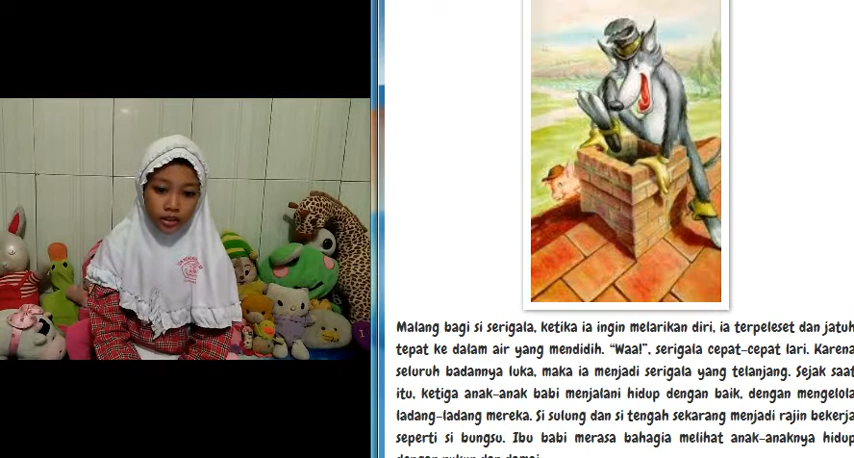 Malang bagi si serigala, ketika ia ingin melarikan diri, ia terpeleset dan jatuh
tepat ke dalam air yang mendidih. “Waa!”, serigala cepat-cepat lari. Karena
seluruh badannya luka, maka ia menjadi serigala yang telanjang. Sejak saat
itu, ketiga anak-anak babi menjalani hidup dengan baik, dengan mengelola
ladang-ladang mereka. Si sulung dan si tengah sekarang menjadi rajin bekerja
seperti si bungsu. Ibu babi merasa bahagia melihat anak-anaknya hidup